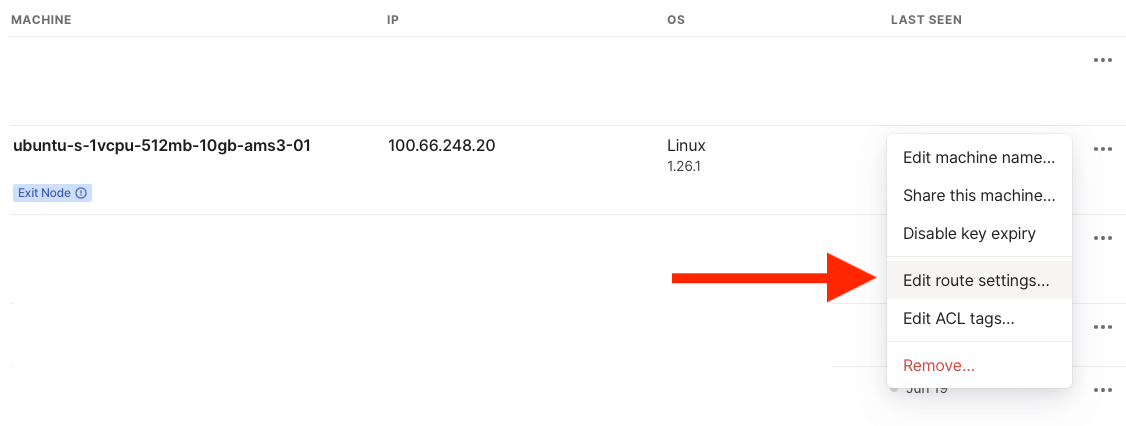 MACHINE IP OS LAST SEEN
ubuntu-s-1vcpu-512mb-10gb-ams3-01 100.66.248.20 Linux
1.26.1
Exit Node
Edit machine name...
Share this machine...
Disable key expiry
Edit route settings...
Edit ACL tags...
Remove...
Jun 19